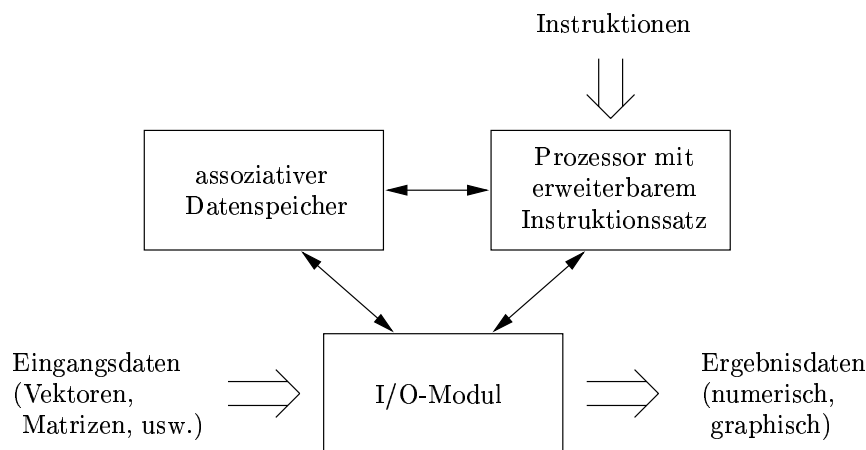 Instruktionen
assoziativer
Datenspeicher
Prozessor mit
erweiterbarem
Instruktionssatz
Eingangsdaten
(Vektoren,
Matrizen, usw.)
I/O-Modul
Ergebnisdaten
(numerisch,
graphisch)